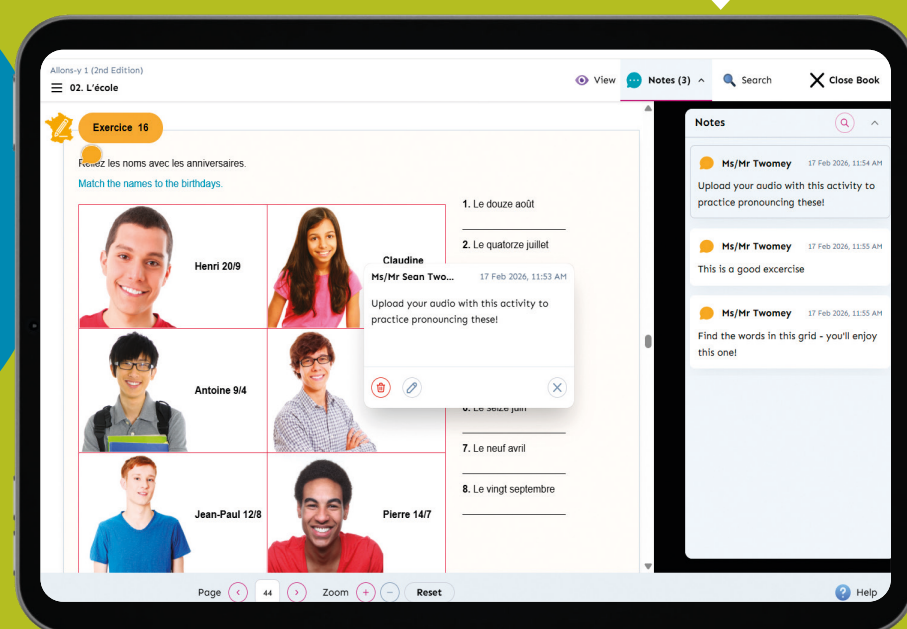 Allons-y 1 (2nd Edition)
02. L'école
View
Notes (3)
Search
Close Book
Exercice 16
Reliez les noms avec les anniversaires.
Match the names to the birthdays.
Henri 20/9
Claudine
Antoine 9/4
Jean-Paul 12/8
Pierre 14/7
1. Le douze août
2. Le quatorze juillet
6. Le seize juin
7. Le neuf avril
8. Le vingt septembre
Ms/Mr Sean Two... 17 Feb 2026, 11:53 AM
Upload your audio with this activity to
practice pronouncing these!
Notes
Ms/Mr Twomey 17 Feb 2026, 11:54 AM
Upload your audio with this activity to
practice pronouncing these!
Ms/Mr Twomey 17 Feb 2026, 11:55 AM
This is a good excercise
Ms/Mr Twomey 17 Feb 2026, 11:55 AM
Find the words in this grid - you'll enjoy
this one!
Page 44 Zoom Reset
Help